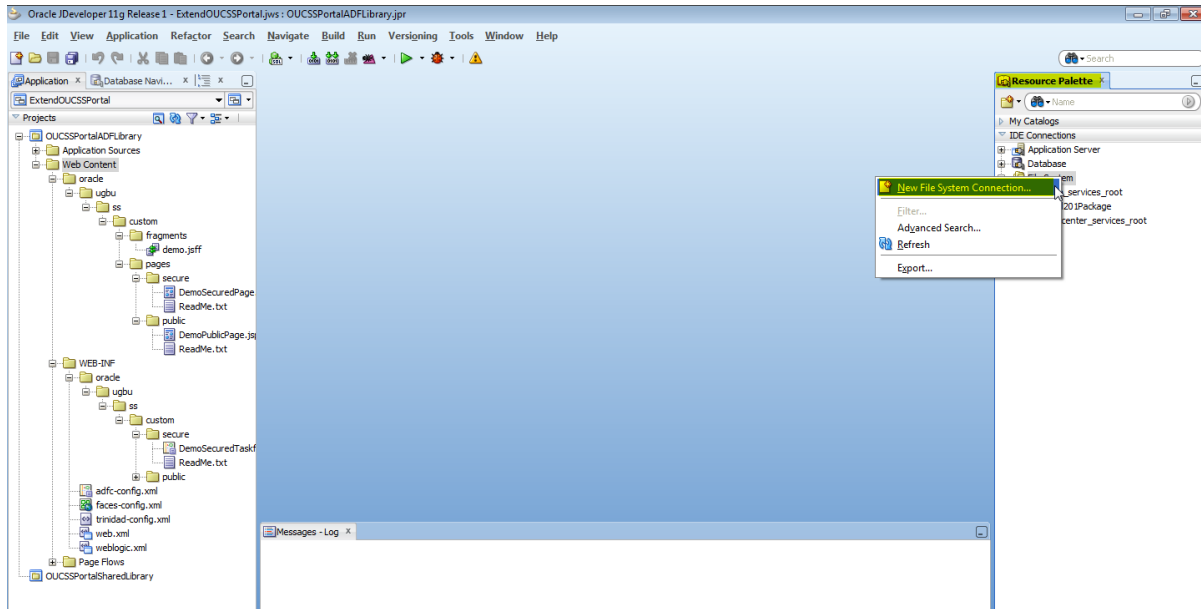 Oracle JDeveloper 11g Release 1 - ExtendOUCSSPortal.jws : OUCSSPortalADFLibrary.jpr
File Edit View Application Refactor Search Navigate Build Run Versioning Tools Window Help
Search
Application x Database Navi... x x
Resource Palette x
ExtendOUCSSPortal
Name
Projects
My Catalogs
OUCSSPortalADFLibrary
IDE Connections
Application Sources
Application Server
Web Content
Database
oracle
File System
New File System Connection...
ugbu
_services_root
ss
201Package
Filter...
custom
center_services_root
Advanced Search...
fragments
Refresh
demo.jsff
pages
Export...
secure
DemoSecuredPage
ReadMe.txt
public
DemoPublicPage.jsp
ReadMe.txt
WEB-INF
oracle
ugbu
ss
custom
secure
DemoSecuredTaskf
ReadMe.txt
public
adfc-config.xml
faces-config.xml
trinidad-config.xml
web.xml
Messages - Log x
weblogic.xml
Page Flows
OUCSSPortalSharedLibrary